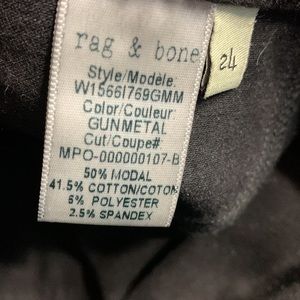 rag & bone
Style/Modèle:
W1566I769GMM
Color/Couleur
GUNMETAL
Cut/Coupe#:
MPO-000000107-B
50% MODAL
41.5% COTTON/COTON
6% POLYESTER
2.5% SPANDEX
24